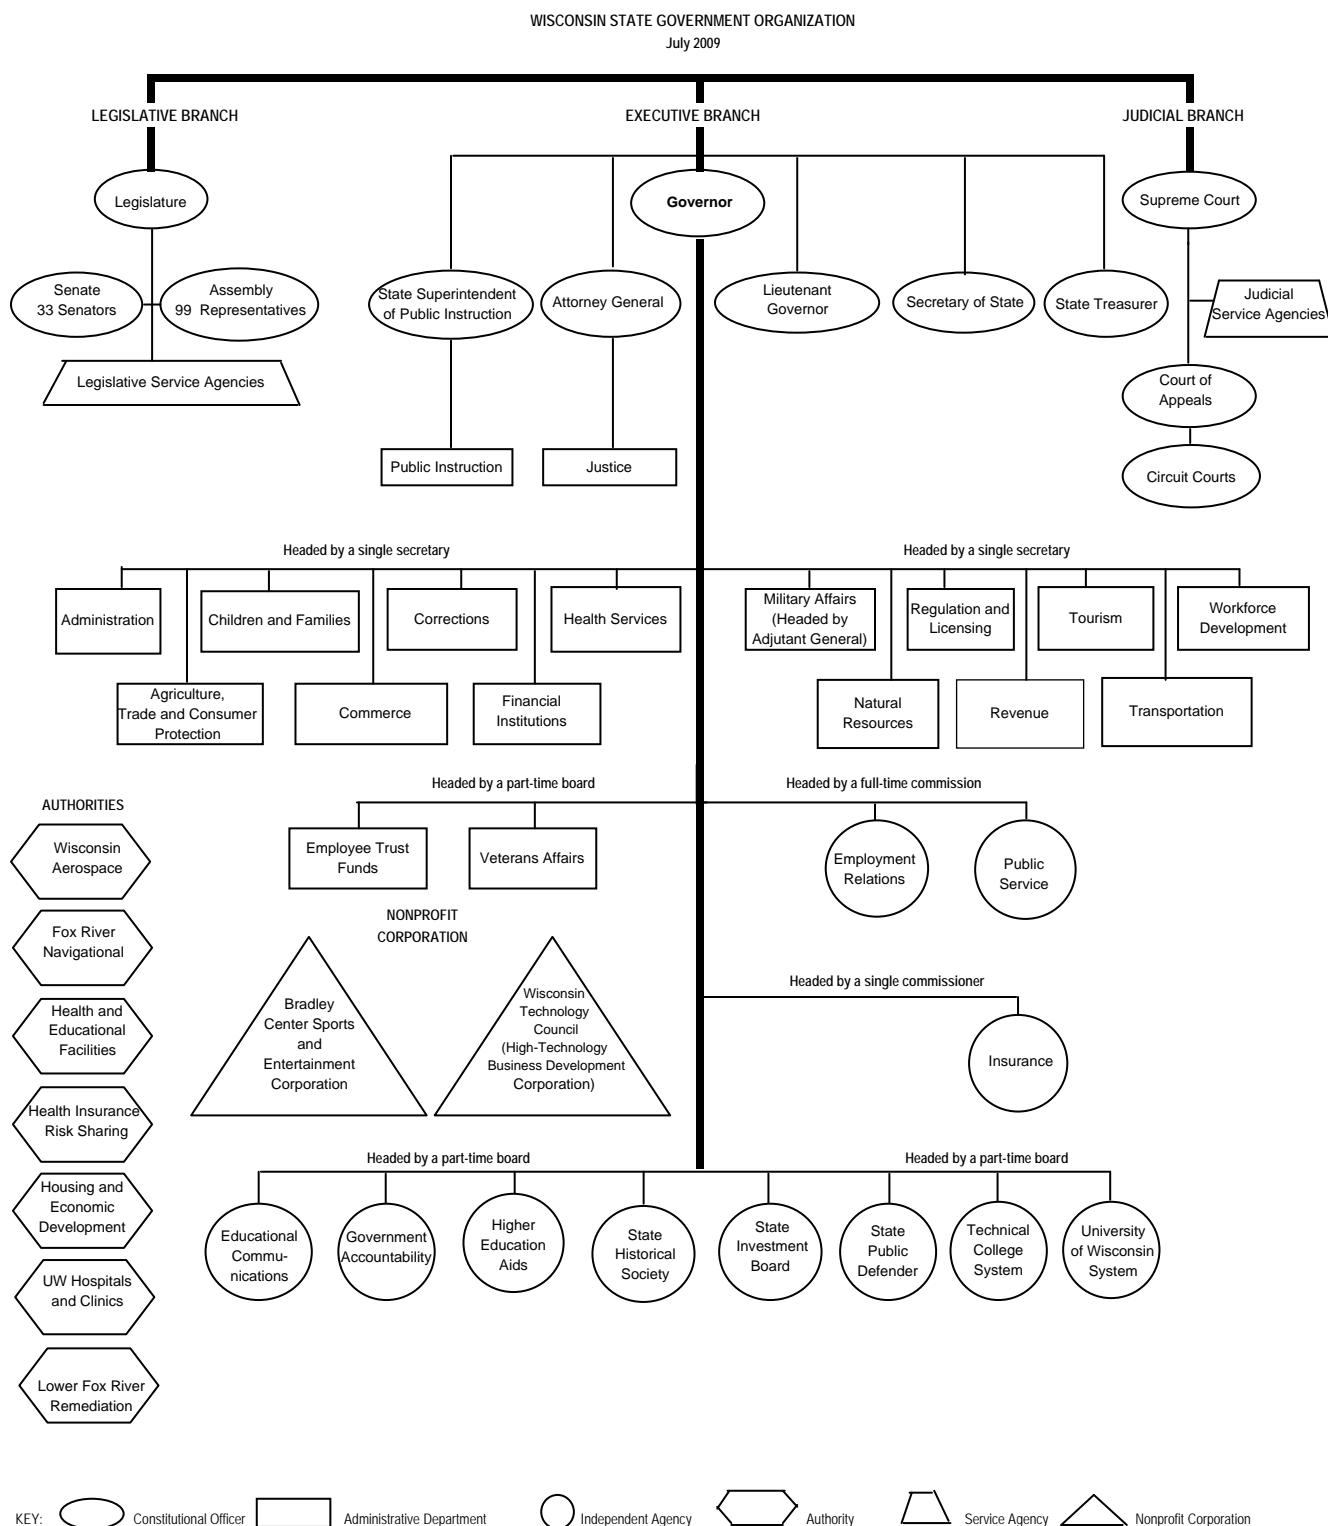 WISCONSIN STATE GOVERNMENT ORGANIZATION
July 2009
LEGISLATIVE BRANCH
EXECUTIVE BRANCH
JUDICIAL BRANCH
Legislature
Governor
Supreme Court
Senate
33 Senators
Assembly
99 Representatives
State Superintendent
of Public Instruction
Attorney General
Lieutenant
Governor
Secretary of State
State Treasurer
Judicial
Service Agencies
Legislative Service Agencies
Court of
Appeals
Public Instruction
Justice
Circuit Courts
Headed by a single secretary
Headed by a single secretary
Administration
Children and Families
Corrections
Health Services
Military Affairs
(Headed by
Adjutant General)
Regulation and
Licensing
Tourism
Workforce
Development
Agriculture,
Trade and Consumer
Protection
Commerce
Financial
Institutions
Natural
Resources
Revenue
Transportation
Headed by a part-time board
Headed by a full-time commission
AUTHORITIES
Wisconsin
Aerospace
Employee Trust
Funds
Veterans Affairs
Employment
Relations
Public
Service
NONPROFIT
CORPORATION
Fox River
Navigational
Bradley
Center Sports
and
Entertainment
Corporation
Wisconsin
Technology
Council
(High-Technology
Business Development
Corporation)
Headed by a single commissioner
Insurance
Health and
Educational
Facilities
Health Insurance
Risk Sharing
Headed by a part-time board
Headed by a part-time board
Housing and
Economic
Development
Educational
Commu-
nications
Government
Accountability
Higher
Education
Aids
State
Historical
Society
State
Investment
Board
State
Public
Defender
Technical
College
System
University
of Wisconsin
System
UW Hospitals
and Clinics
Lower Fox River
Remediation
KEY:
Constitutional Officer
Administrative Department
Independent Agency
Authority
Service Agency
Nonprofit Corporation